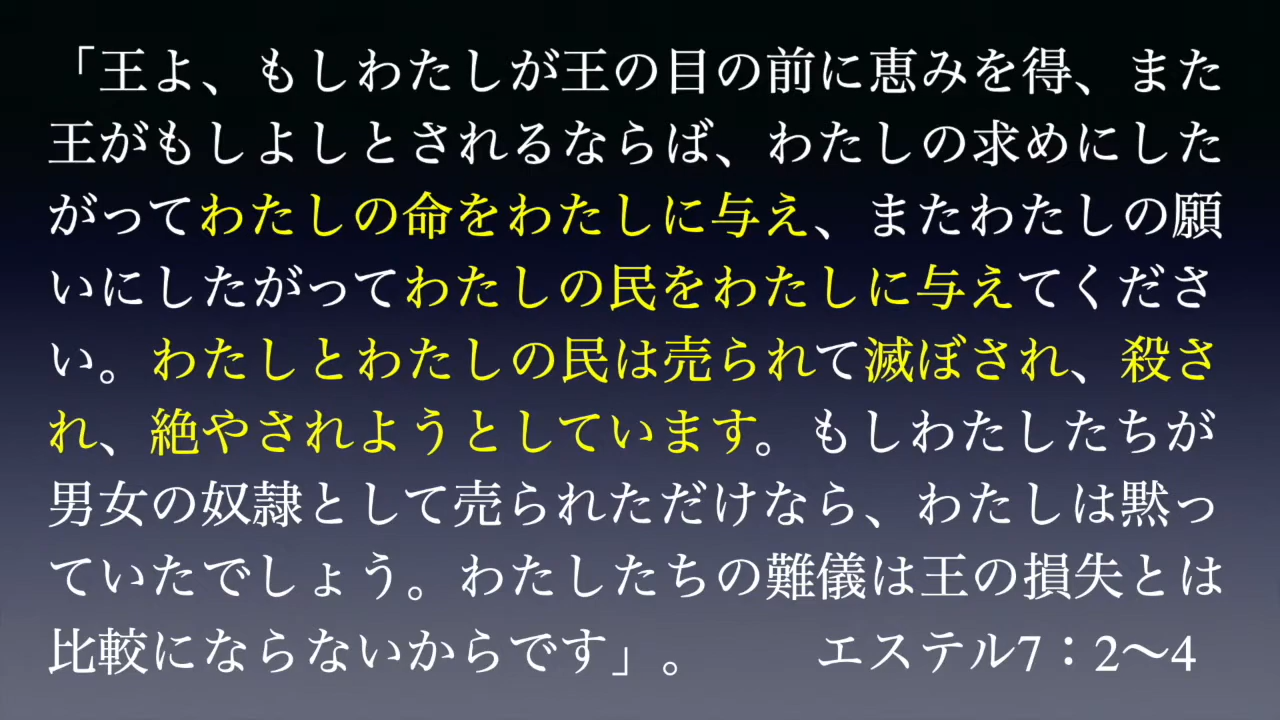 「王よ、もしわたしが王の目の前に恵みを得、また
王がもしよしとされるならば、わたしの求めにした
がってわたしの命をわたしに与え、またわたしの願
いにしたがってわたしの民をわたしに与えてくださ
い。わたしとわたしの民は売られて滅ぼされ、殺さ
れ、絶やされようとしています。もしわたしたちが
男女の奴隷として売られただけなら、わたしは黙っ
ていたでしょう。わたしたちの難儀は王の損失とは
比較にならないからです」。 エステル7：2〜4